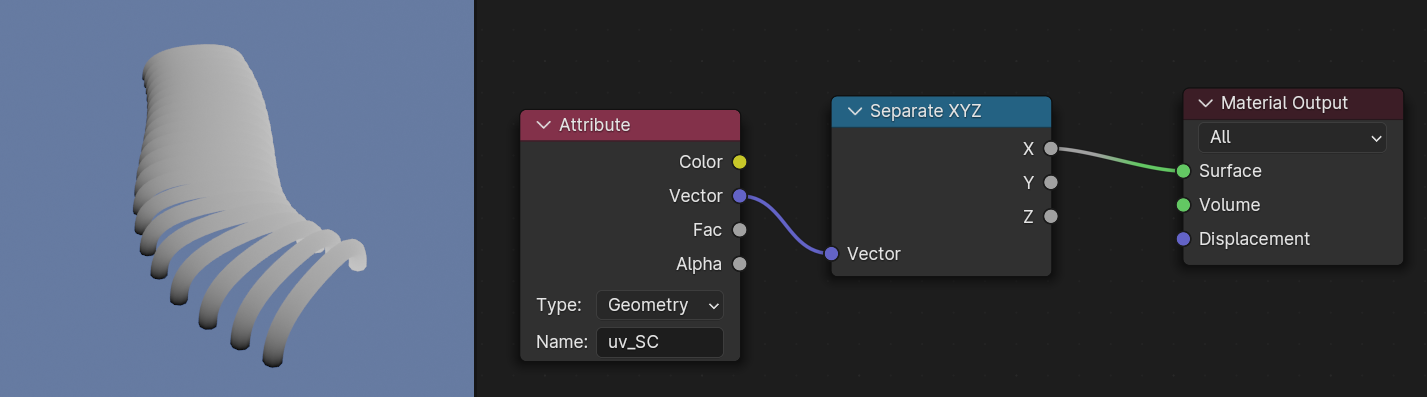 Attribute
Color
Vector
Fac
Alpha
Type: Geometry
Name: uv_SC
Separate XYZ
X
Y
Z
Vector
Material Output
All
Surface
Volume
Displacement